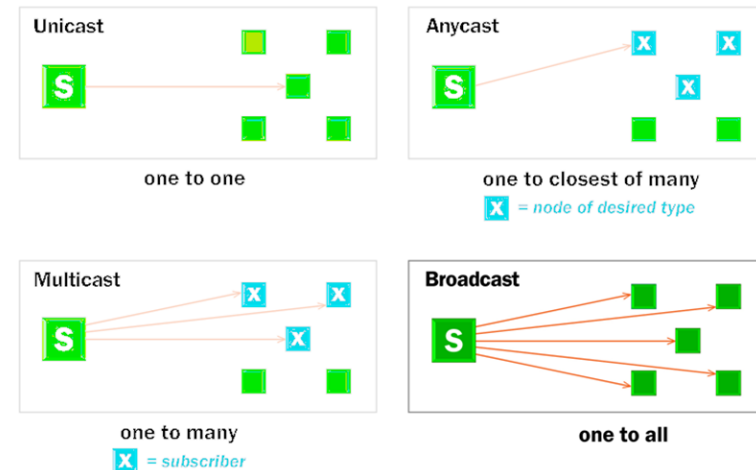 Unicast
S
one to one
Anycast
S
X
X
X
one to closest of many
X = node of desired type
Multicast
S
X
X
X
one to many
X = subscriber
Broadcast
S
one to all